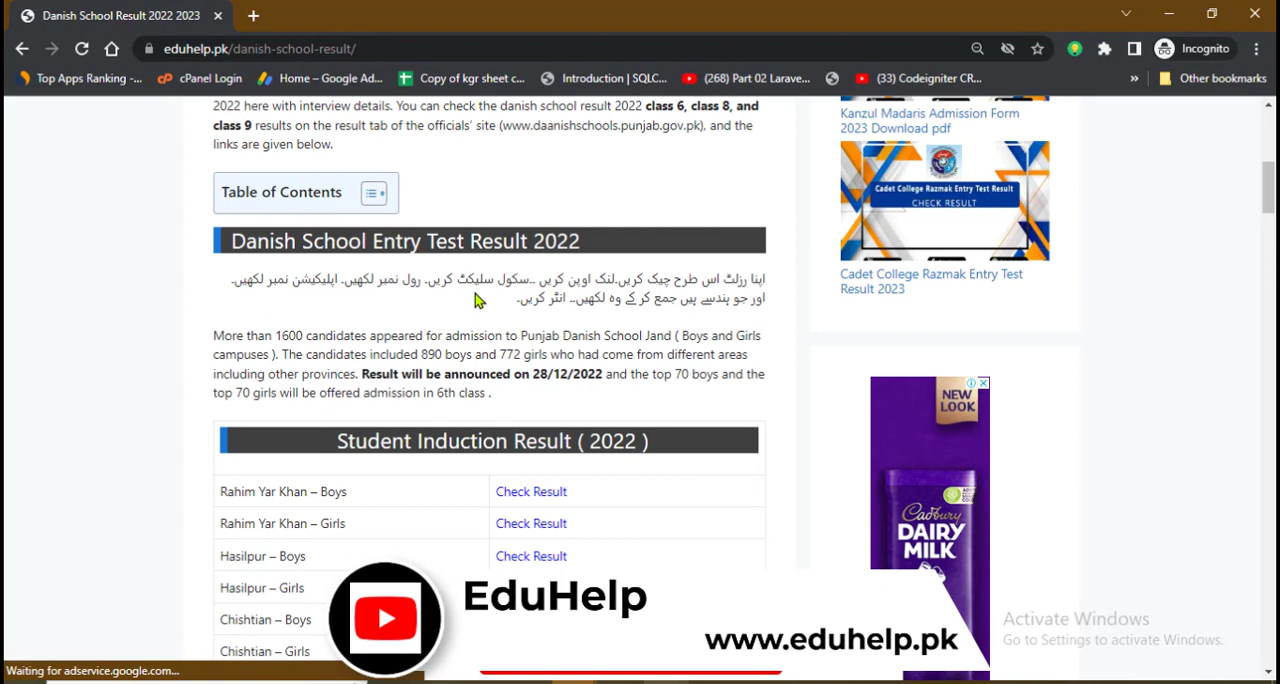 Danish School Result 2022 2023
eduhelp.pk/danish-school-result/
Incognito
Top Apps Ranking -...
cPanel Login
Home – Google Ad...
Copy of kgr sheet c...
Introduction | SQLC...
(268) Part 02 Larave...
(33) Codeigniter CR...
»
Other bookmarks
2022 here with interview details. You can check the danish school result 2022 class 6, class 8, and
class 9 results on the result tab of the officials' site (www.daanishschools.punjab.gov.pk), and the
links are given below.
Table of Contents
Danish School Entry Test Result 2022
اپنا رزلٹ اس طرح چیک کریں.لنک اوپن کریں ..سکول سلیکٹ کریں. رول نمبر لکھیں. اپلیکیشن نمبر لکھیں.
اور جو ہندسے ہیں جمع کر کے وہ لکھیں.. انٹر کریں.
More than 1600 candidates appeared for admission to Punjab Danish School Jand ( Boys and Girls
campuses ). The candidates included 890 boys and 772 girls who had come from different areas
including other provinces. Result will be announced on 28/12/2022 and the top 70 boys and the
top 70 girls will be offered admission in 6th class .
Student Induction Result ( 2022 )
Rahim Yar Khan – Boys Check Result
Rahim Yar Khan – Girls Check Result
Hasilpur – Boys Check Result
Hasilpur – Girls
Chishtian – Boys
Chishtian – Girls
Kanzul Madaris Admission Form
2023 Download pdf
Cadet College Razmak Entry Test Result
CHECK RESULT
Cadet College Razmak Entry Test
Result 2023
NEW
LOOK
Cadbury
DAIRY
MILK
EduHelp
www.eduhelp.pk
Activate Windows
Go to Settings to activate Windows.
Waiting for adservice.google.com...